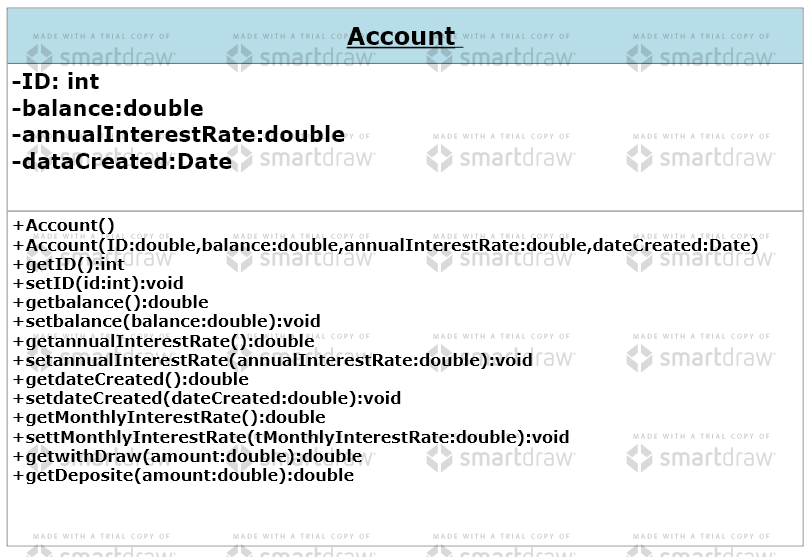 Account
-ID: int
-balance:double
-annualInterestRate:double
-dataCreated:Date
+Account()
+Account(ID:double,balance:double,annualInterestRate:double,dateCreated:Date)
+getID():int
+setID(id:int):void
+getbalance():double
+setbalance(balance:double):void
+getannualInterestRate():double
+setannualInterestRate(annualInterestRate:double):void
+getdateCreated():double
+setdateCreated(dateCreated:double):void
+getMonthlyInterestRate():double
+settMonthlyInterestRate(tMonthlyInterestRate:double):void
+getwithDraw(amount:double):double
+getDeposite(amount:double):double
MADE WITH A TRIAL COPY OF
smartdraw